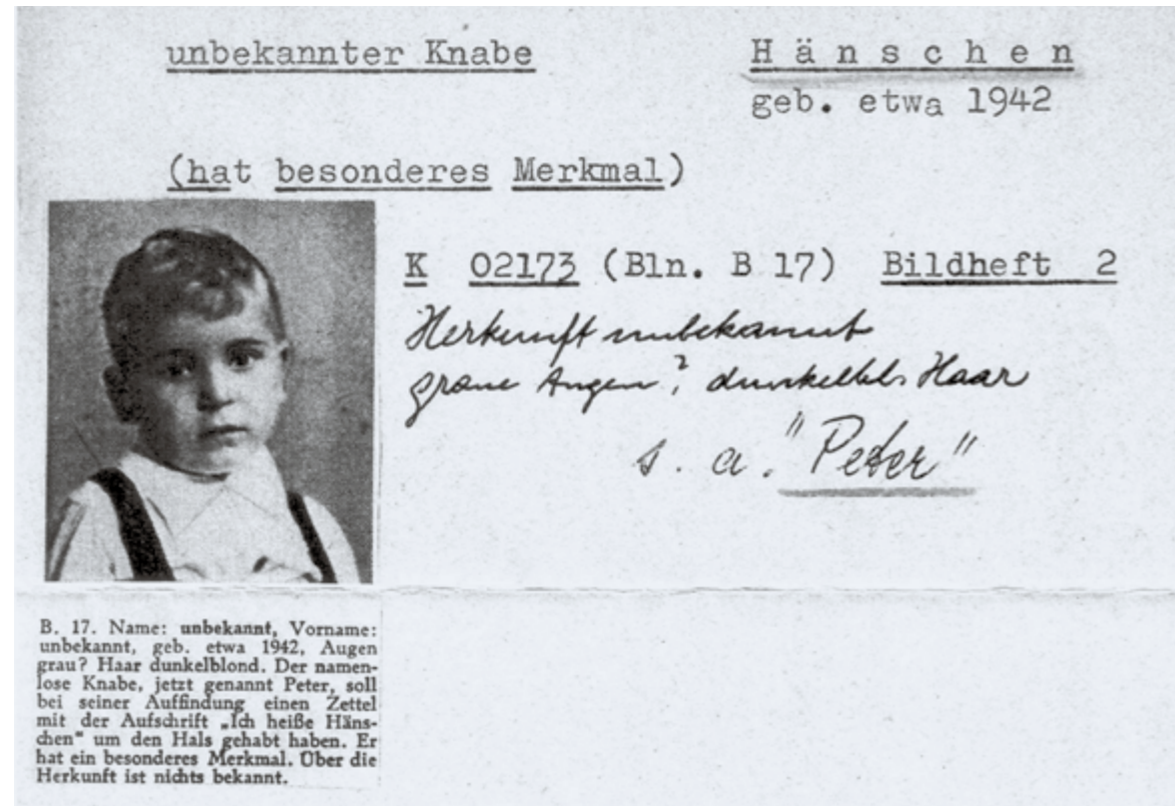 unbekannter Knabe
Hänschen
geb. etwa 1942
(hat besonderes Merkmal)
K 02173 (Bln. B 17) Bildheft 2
Herkunft unbekannt
graue Augen? dunkelbl. Haar
s. a. "Peter"
B. 17. Name: unbekannt, Vorname:
unbekannt, geb. etwa 1942, Augen
grau? Haar dunkelblond. Der namen-
lose Knabe, jetzt genannt Peter, soll
bei seiner Auffindung einen Zettel
mit der Aufschrift „Ich heiße Häns-
chen" um den Hals gehabt haben. Er
hat ein besonderes Merkmal. Über die
Herkunft ist nichts bekannt.